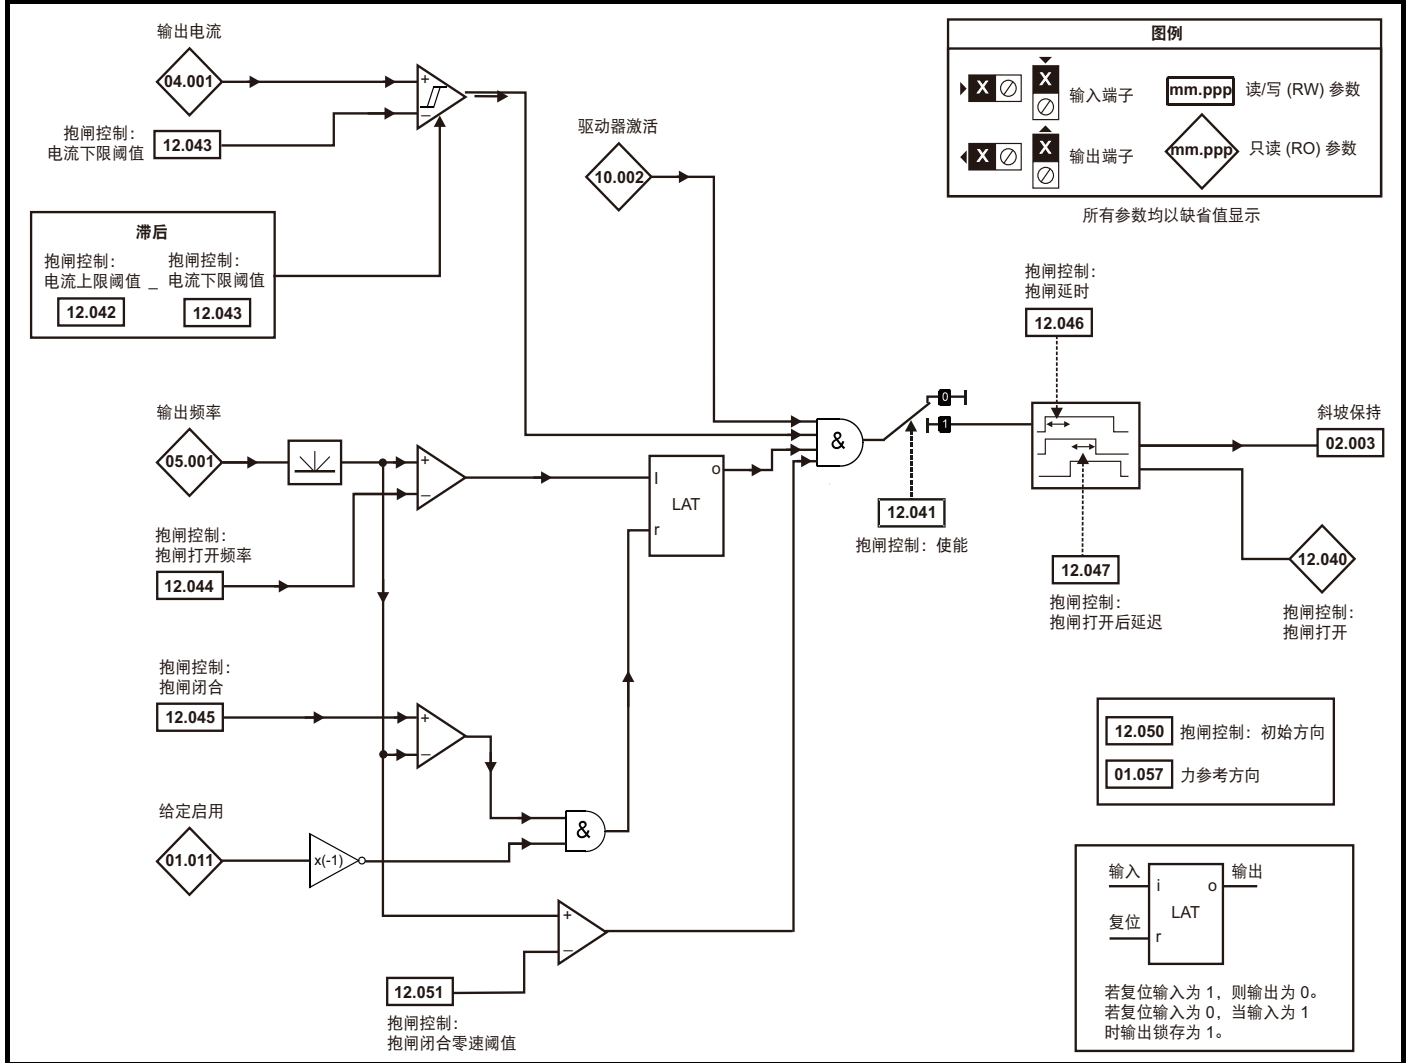 输出电流
04.001
+
−
抱闸控制：
电流下限阈值
12.043
滞后
抱闸控制：
电流上限阈值
–
抱闸控制：
电流下限阈值
12.042
12.043
驱动器激活
10.002
图例
X
X
输入端子
mm.ppp
读/写 (RW) 参数
X
X
输出端子
mm.ppp
只读 (RO) 参数
所有参数均以缺省值显示
输出频率
05.001
+
−
抱闸控制：
抱闸打开频率
12.044
I
o
LAT
r
&
0
1
12.041
抱闸控制：使能
抱闸控制：
抱闸延时
12.046
12.047
抱闸控制：
抱闸打开后延迟
斜坡保持
02.003
12.040
抱闸控制：
抱闸打开
抱闸控制：
抱闸闭合
12.045
+
−
给定启用
01.011
x(-1)
&
+
−
12.051
抱闸控制：
抱闸闭合零速阈值
12.050 抱闸控制：初始方向
01.057 力参考方向
输入
i
o
输出
LAT
复位
r
若复位输入为 1，则输出为 0。
若复位输入为 0，当输入为 1
时输出锁存为 1。